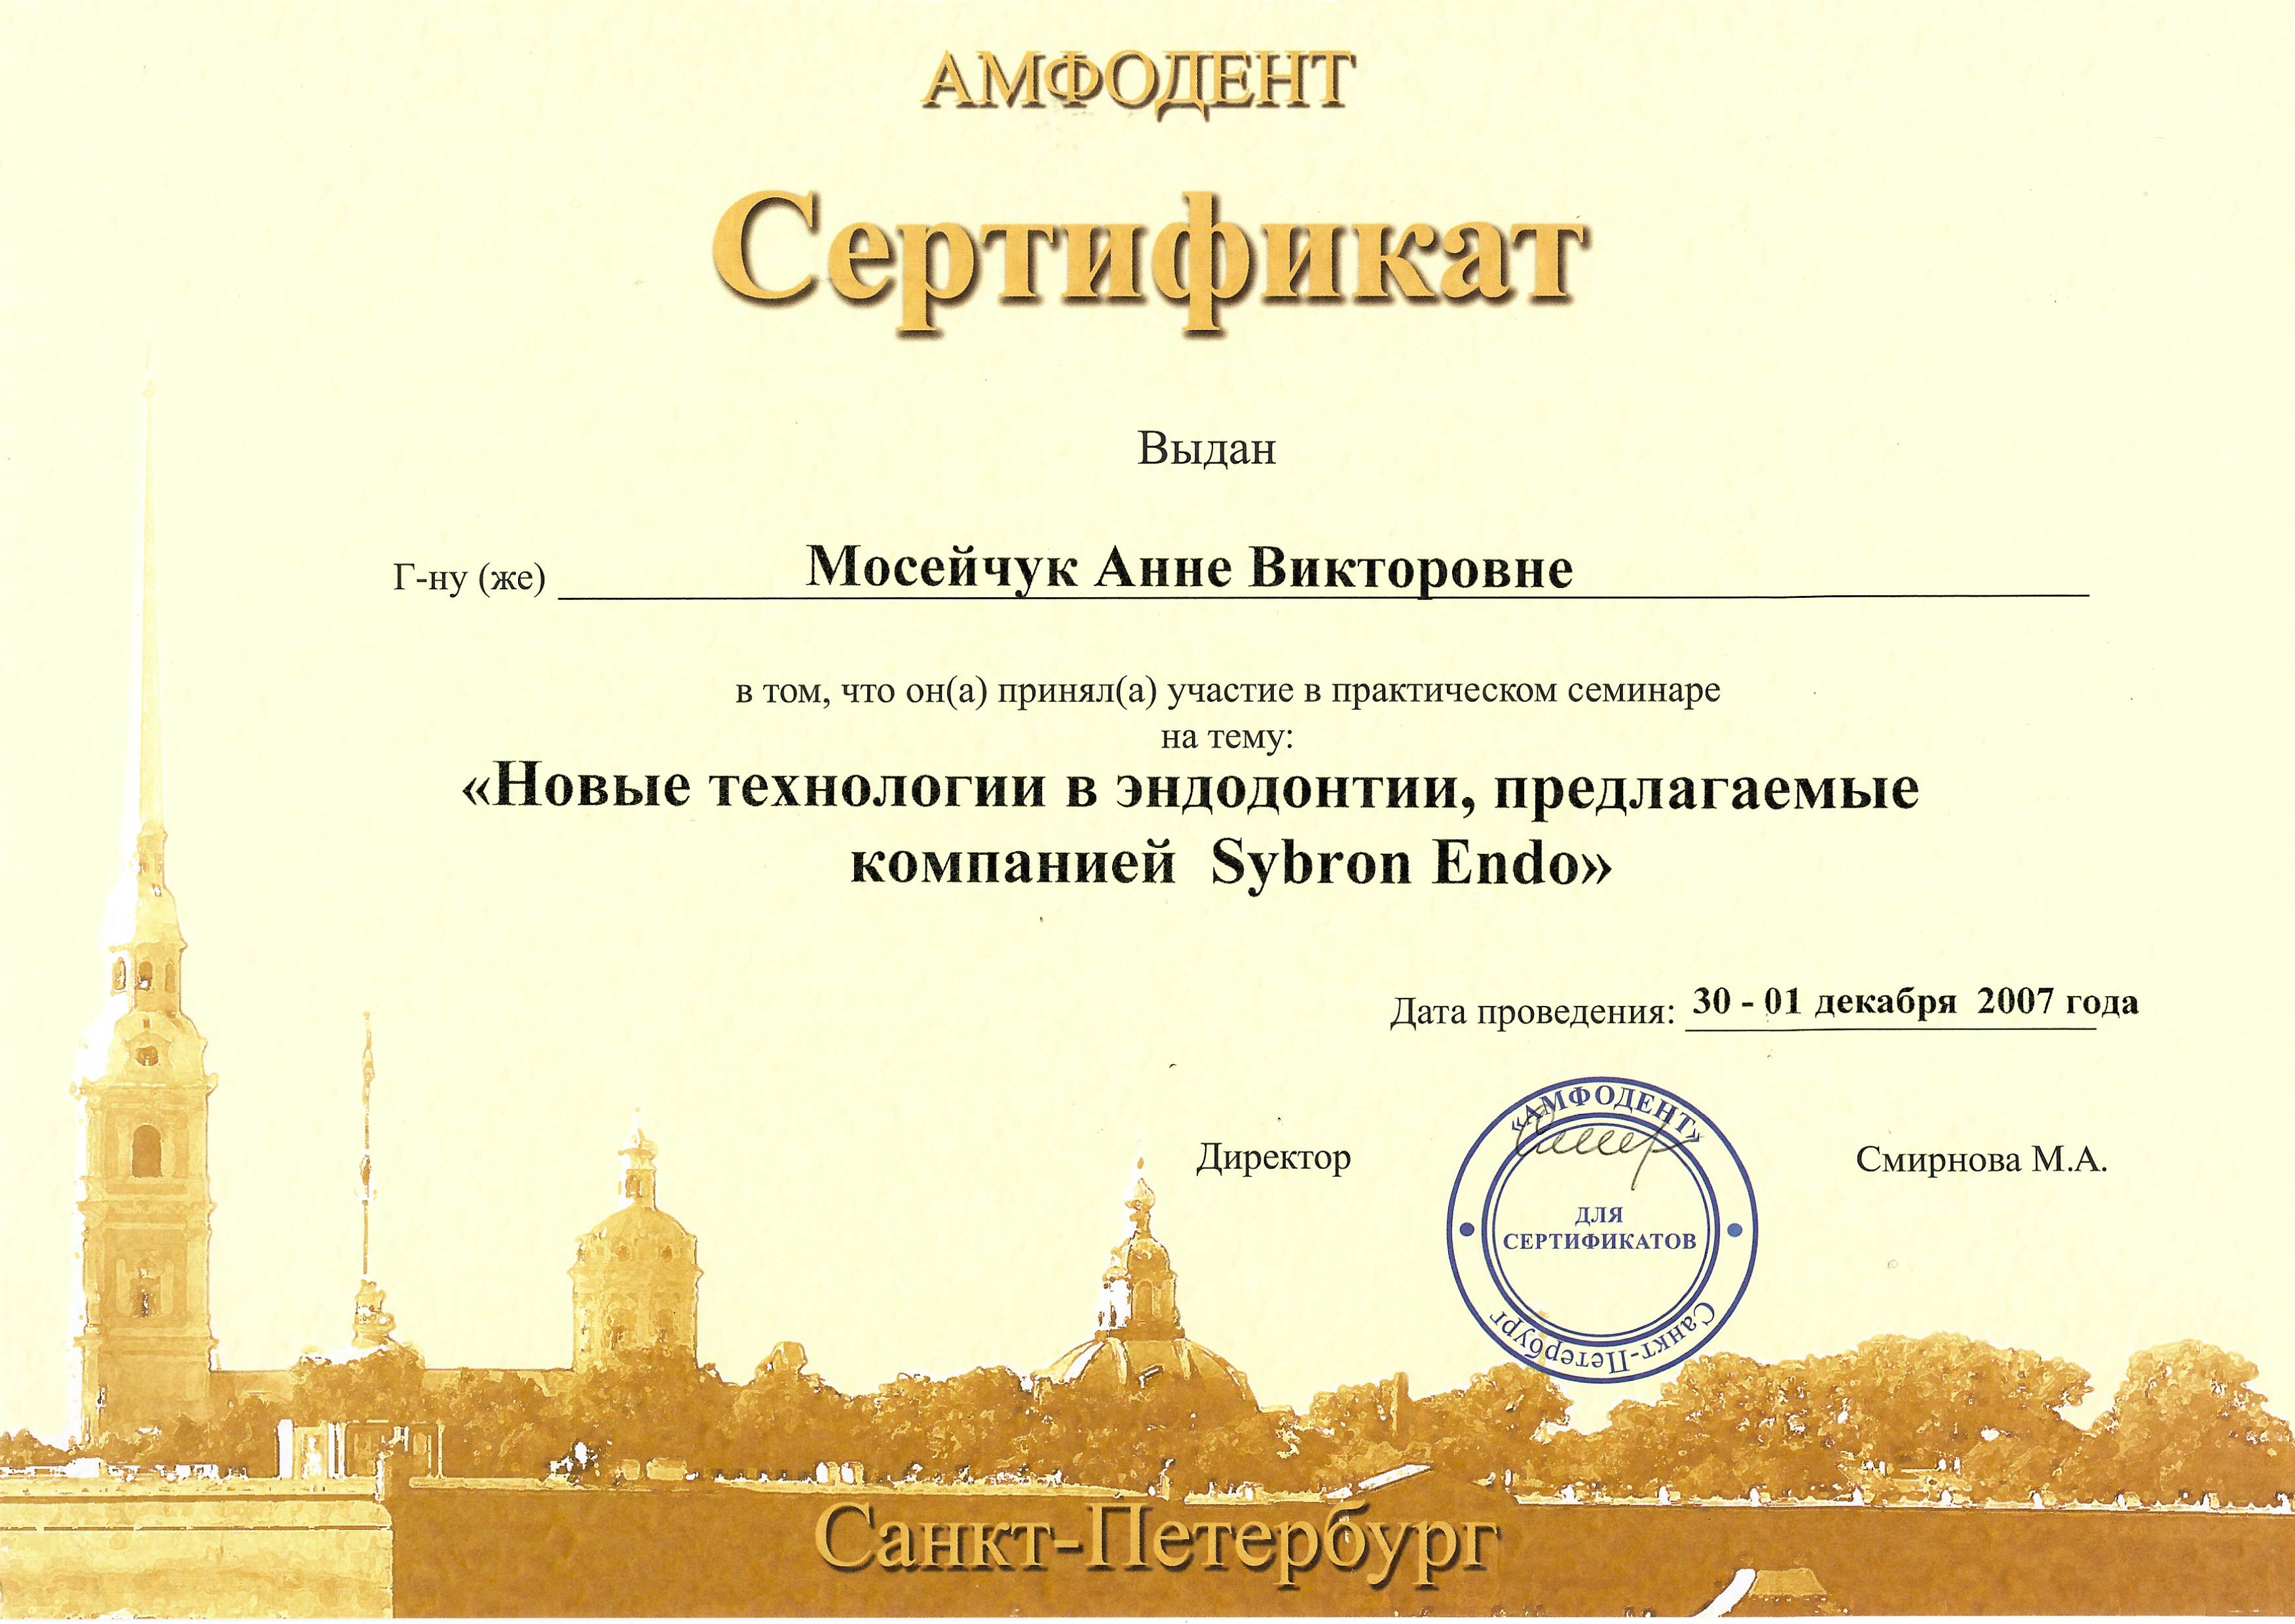 АМФОДЕНТ
Сертификат
Выдан
Г-ну (же) Мосейчук Анне Викторовне
в том, что он(а) принял(а) участие в практическом семинаре
на тему:
«Новые технологии в эндодонтии, предлагаемые
компанией Sybron Endo»
Дата проведения: 30 - 01 декабря 2007 года
Директор
«АМФОДЕНТ»
ДЛЯ
СЕРТИФИКАТОВ
Санкт-Петербург
Смирнова М.А.
Санкт-Петербург